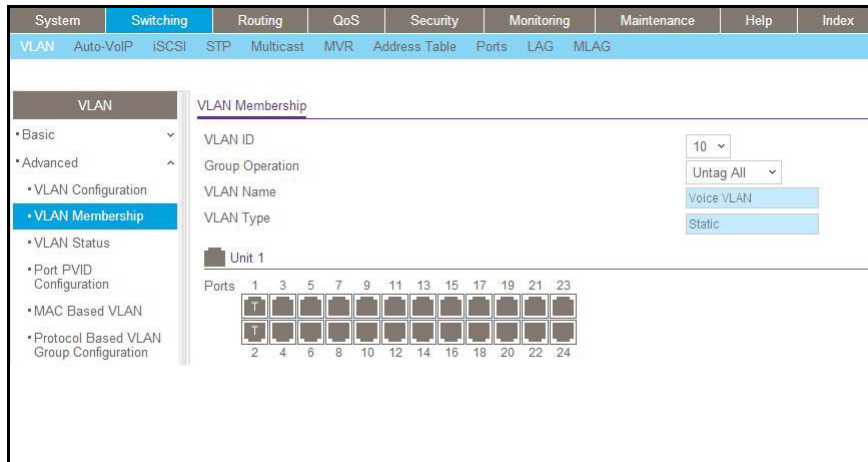 System Switching Routing QoS Security Monitoring Maintenance Help Index
VLAN Auto-VoIP iSCSI STP Multicast MVR Address Table Ports LAG MLAG
VLAN
Basic
Advanced
VLAN Configuration
VLAN Membership
VLAN Status
Port PVID
Configuration
MAC Based VLAN
Protocol Based VLAN
Group Configuration
VLAN Membership
VLAN ID 10
Group Operation Untag All
VLAN Name Voice VLAN
VLAN Type Static
Unit 1
Ports 1 3 5 7 9 11 13 15 17 19 21 23
T
T
2 4 6 8 10 12 14 16 18 20 22 24